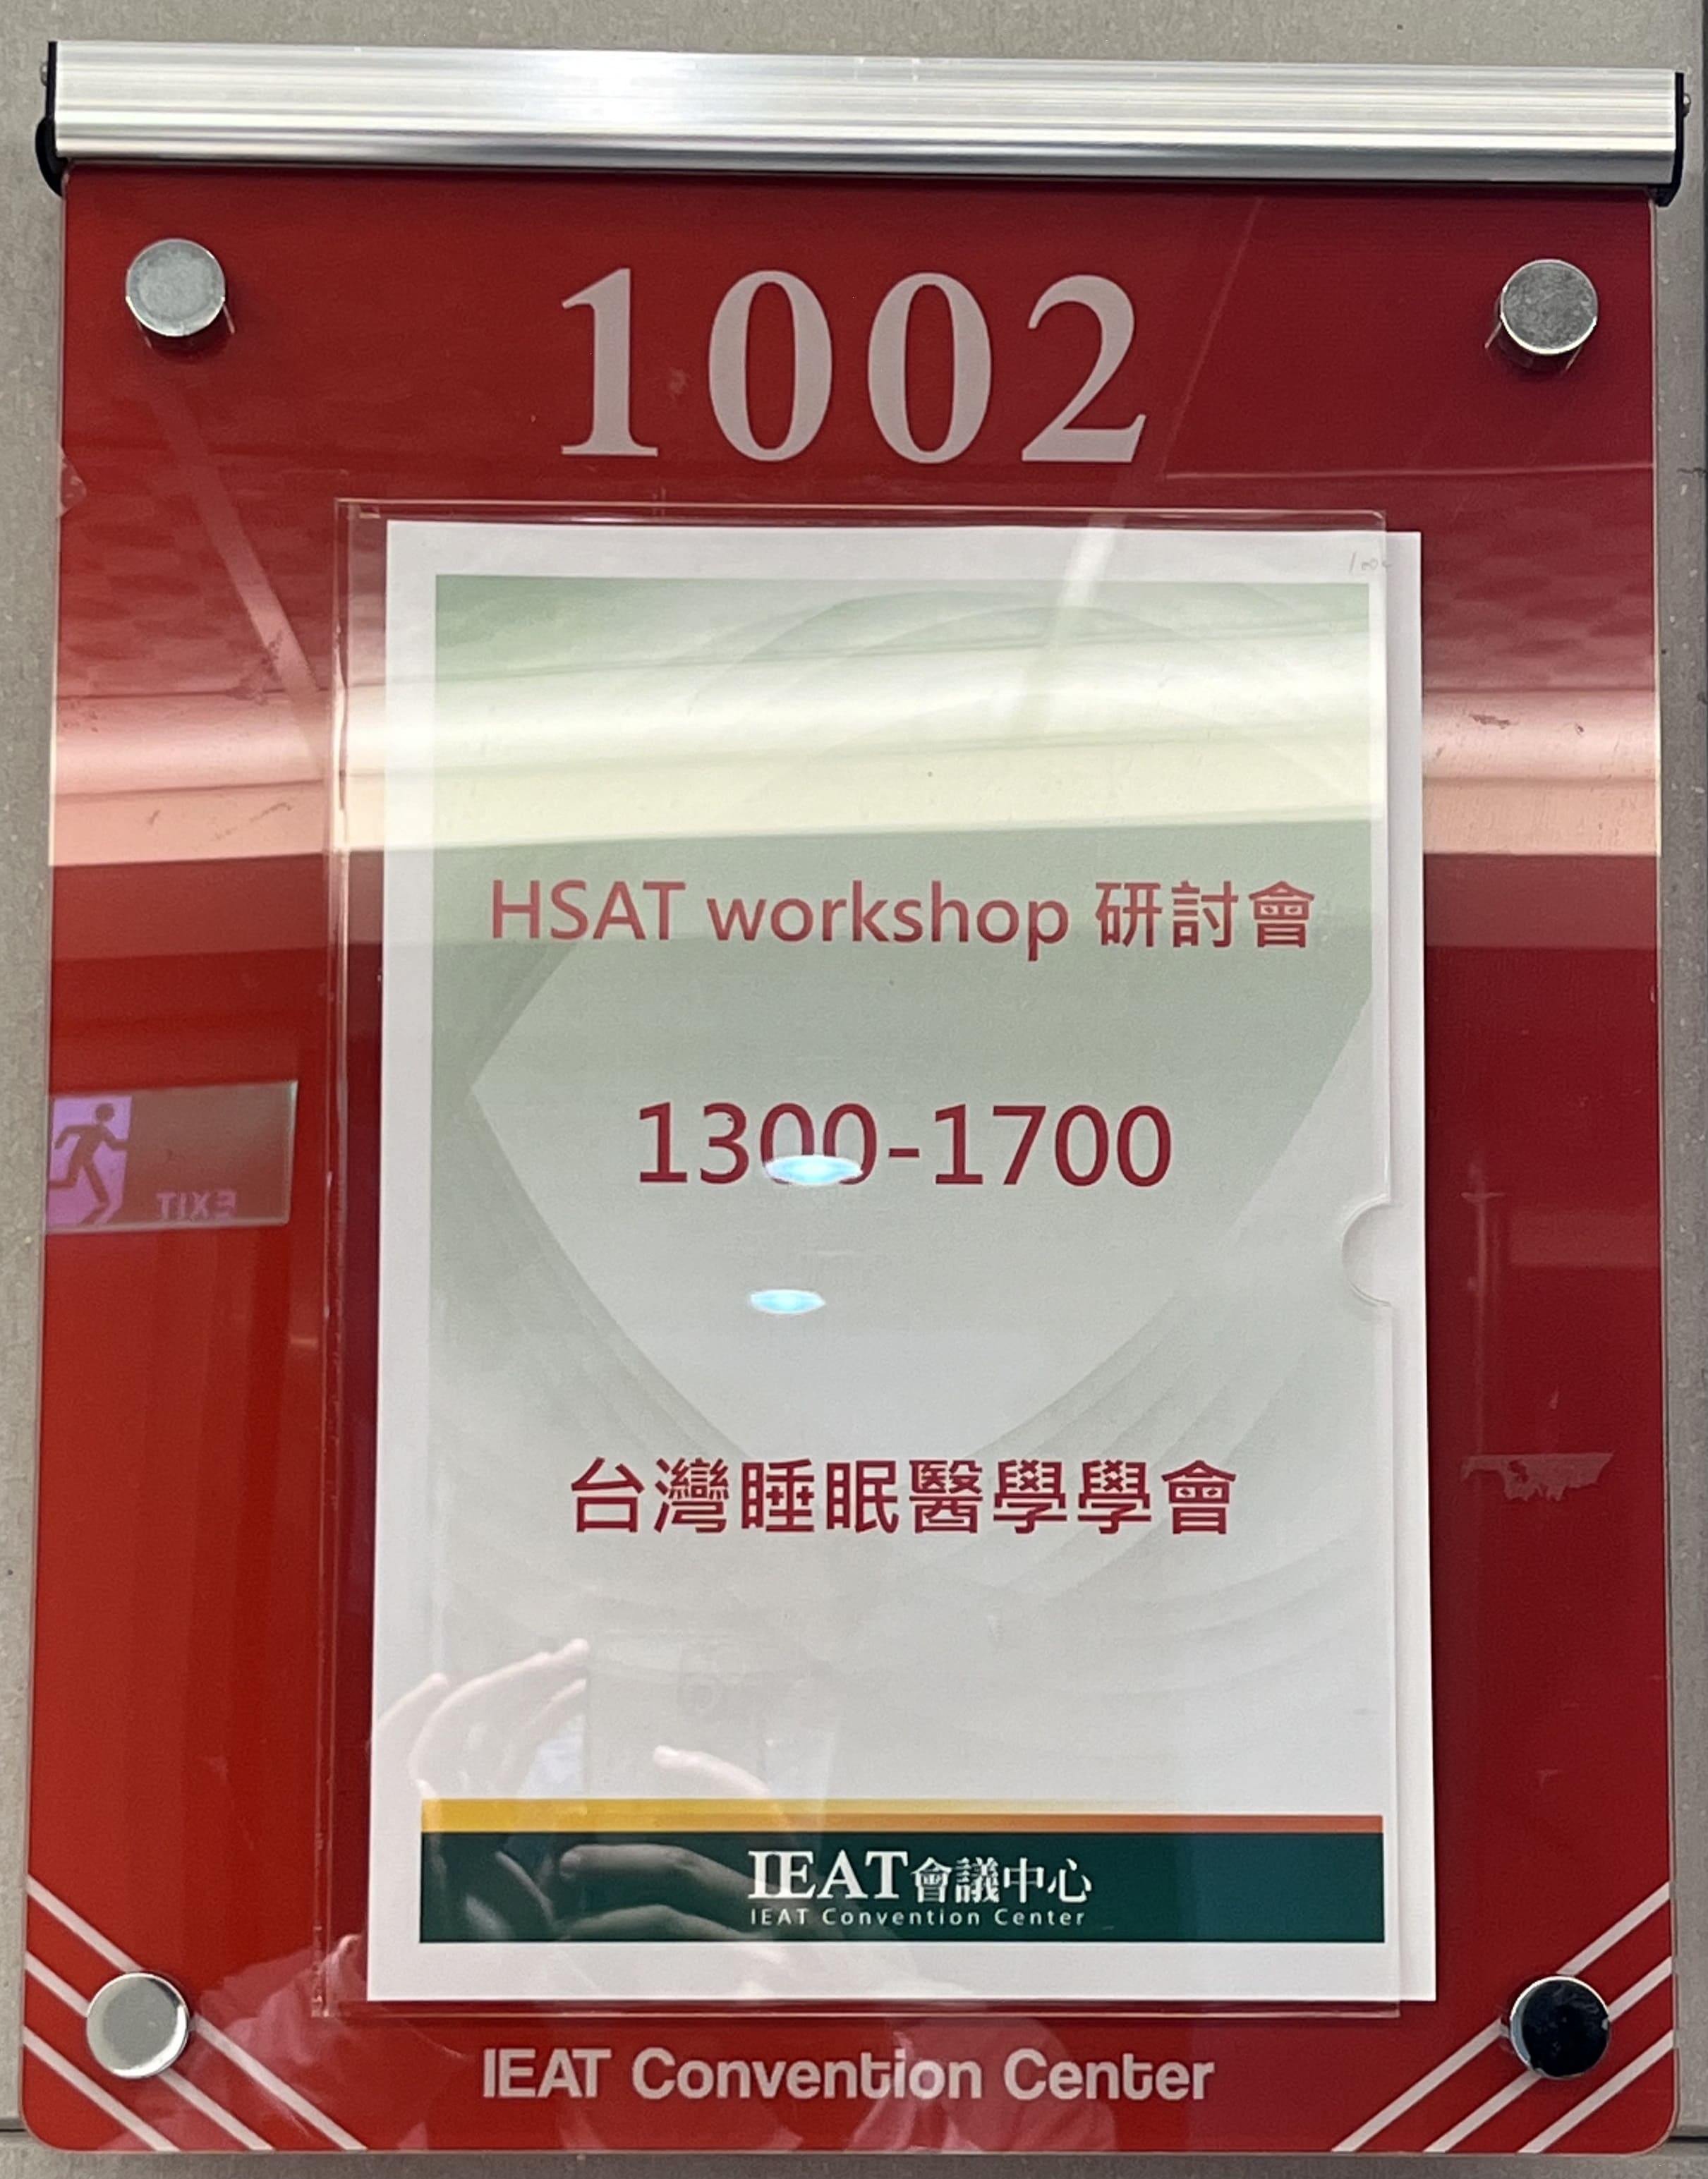 1002
HSAT workshop 研討會
1300-1700
台灣睡眠醫學學會
IEAT會議中心
IEAT Convention Center
IEAT Convention Center
EXIT